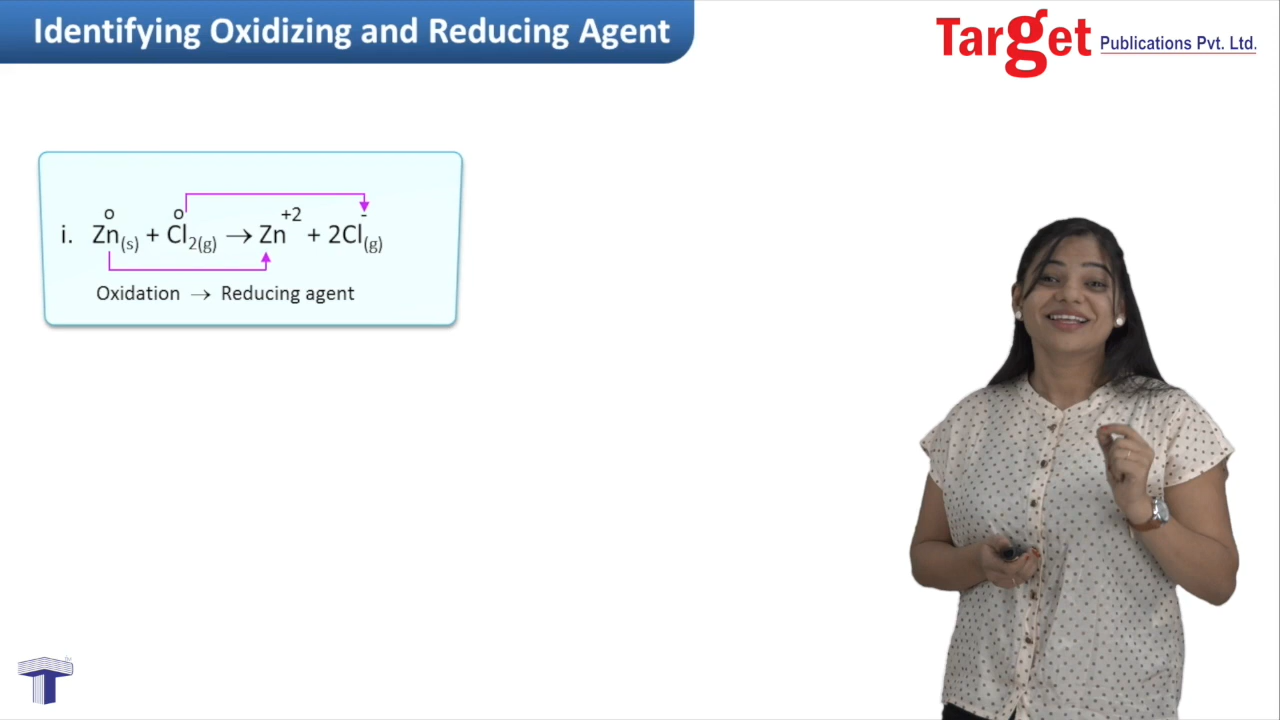 Identifying Oxidizing and Reducing Agent
Target Publications Pvt. Ltd.
o o +2 -
i. Zn(s) + Cl2(g) → Zn + 2Cl(g)
Oxidation → Reducing agent
T